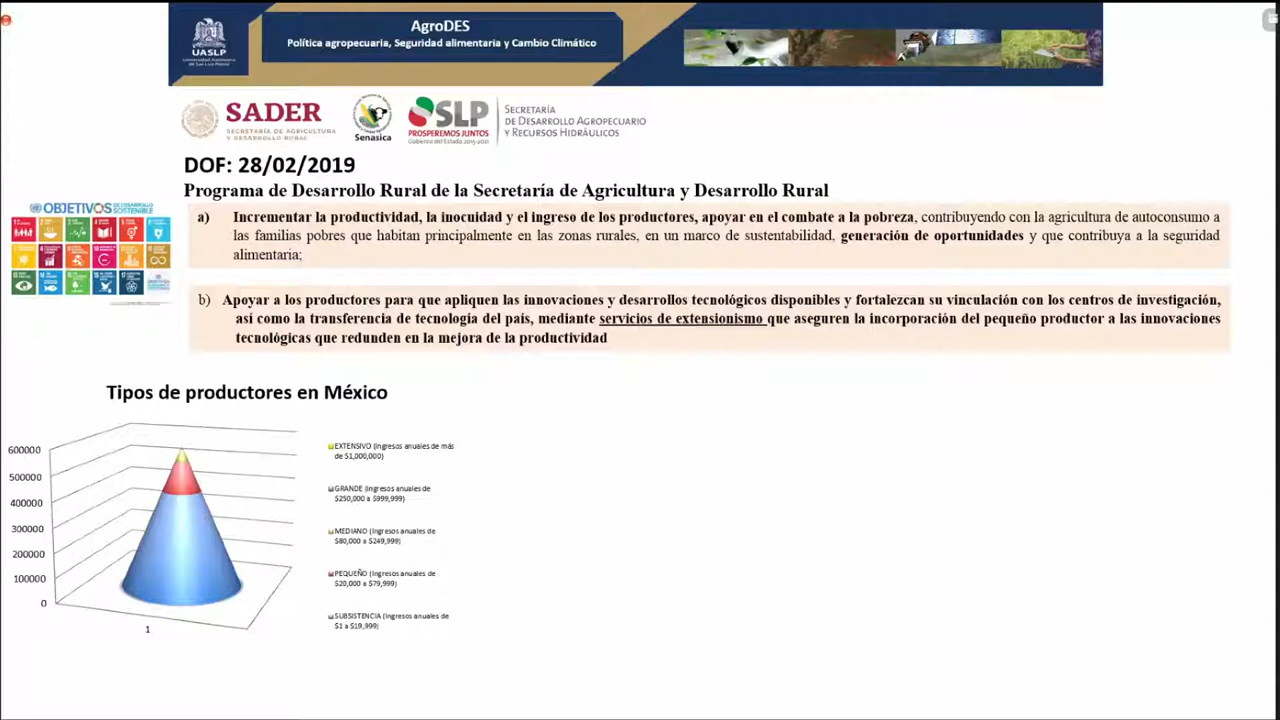 AgroDES
Política agropecuaria, Seguridad alimentaria y Cambio Climático
UASLP
SADER
SECRETARÍA DE AGRICULTURA
Y DESARROLLO RURAL
Senasica
SLP
PROSPEREMOS JUNTOS
Gobierno del Estado 2015-2021
SECRETARÍA
DE DESARROLLO AGROPECUARIO
Y RECURSOS HIDRÁULICOS
DOF: 28/02/2019
Programa de Desarrollo Rural de la Secretaría de Agricultura y Desarrollo Rural
OBJETIVOS DE DESARROLLO SOSTENIBLE
a) Incrementar la productividad, la inocuidad y el ingreso de los productores, apoyar en el combate a la pobreza, contribuyendo con la agricultura de autoconsumo a
las familias pobres que habitan principalmente en las zonas rurales, en un marco de sustentabilidad, generación de oportunidades y que contribuya a la seguridad
alimentaria;
b) Apoyar a los productores para que apliquen las innovaciones y desarrollos tecnológicos disponibles y fortalezcan su vinculación con los centros de investigación,
así como la transferencia de tecnología del país, mediante servicios de extensionismo que aseguren la incorporación del pequeño productor a las innovaciones
tecnológicas que redunden en la mejora de la productividad
Tipos de productores en México
600000
500000
400000
300000
200000
100000
0
1
EXTENSIVO (Ingresos anuales de más
de $1,000,000)
GRANDE (Ingresos anuales de
$250,000 a $999,999)
MEDIANO (Ingresos anuales de
$80,000 a $249,999)
PEQUEÑO (Ingresos anuales de
$20,000 a $79,999)
SUBSISTENCIA (Ingresos anuales de
$1 a $19,999)